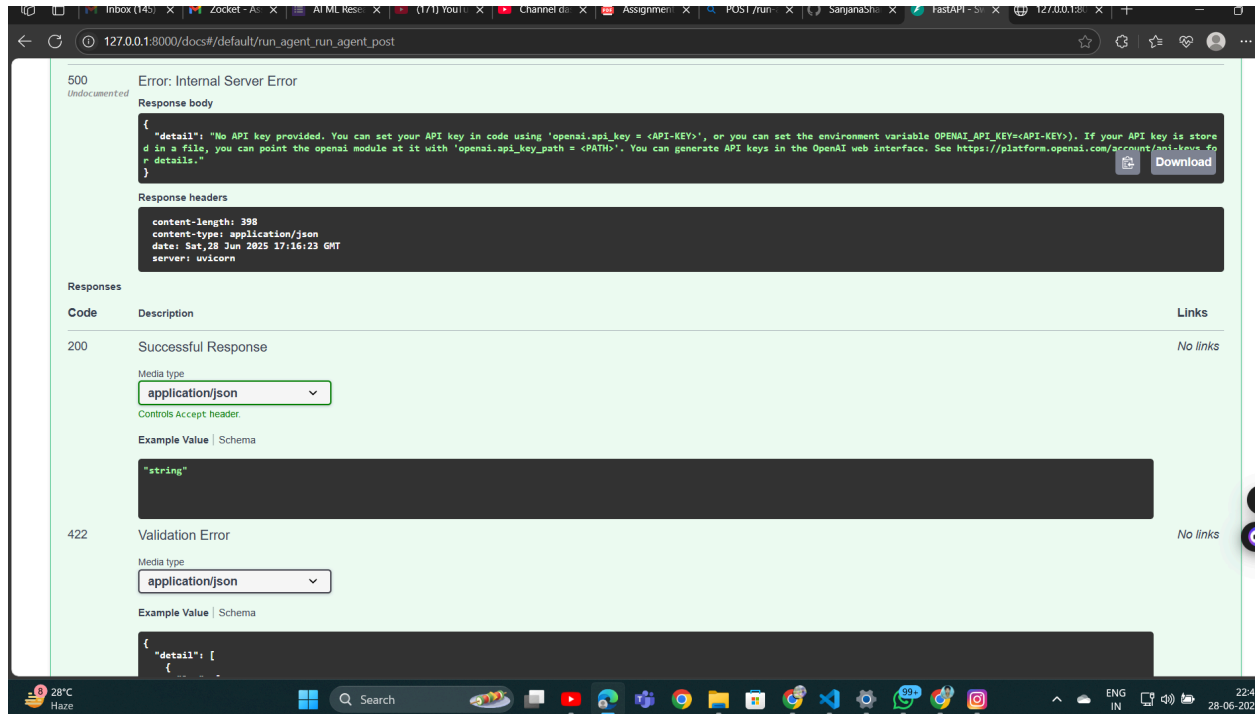 Inbox (145)
Zocket - As
AI ML Rese
(171) YouTu
Channel da
Assignmen
POST /run-
SanjanaSha
FastAPI - Sw
127.0.0.1:80
127.0.0.1:8000/docs#/default/run_agent_run_agent_post
500
Undocumented
Error: Internal Server Error
Response body
{
"detail": "No API key provided. You can set your API key in code using 'openai.api_key = <API-KEY>', or you can set the environment variable OPENAI_API_KEY=<API-KEY>). If your API key is store
d in a file, you can point the openai module at it with 'openai.api_key_path = <PATH>'. You can generate API keys in the OpenAI web interface. See https://platform.openai.com/account/api-keys fo
r details."
}
Download
Response headers
content-length: 398
content-type: application/json
date: Sat,28 Jun 2025 17:16:23 GMT
server: uvicorn
Responses
Code Description Links
200 Successful Response No links
Media type
application/json
Controls Accept header.
Example Value Schema
"string"
422 Validation Error No links
Media type
application/json
Example Value Schema
{
"detail": [
{
8
28°C
Haze
Search
99+
ENG
IN
22:4
28-06-202